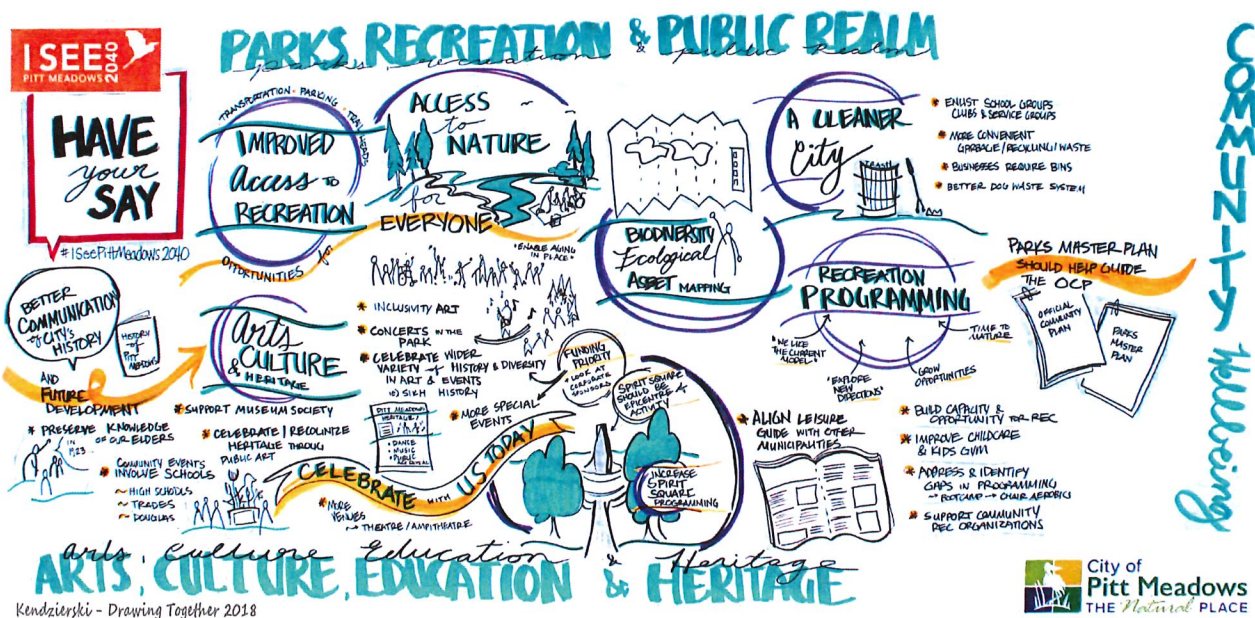 I SEE
PITT MEADOWS
2040
HAVE
your
SAY
#ISeePittMeadows2040
PARKS, RECREATION & PUBLIC REALM
parks, recreation & public realm
TRANSPORTATION • PARKING • TRAIL HEADS
IMPROVED
Access TO
RECREATION
OPPORTUNITIES for
ACCESS
to
NATURE
for
EVERYONE
"ENABLE AGING
IN PLACE"
BIODIVERSITY
Ecological
ASSET MAPPING
A CLEANER
City
ENLIST SCHOOL GROUPS
CLUBS & SERVICE GROUPS
MORE CONVENIENT
GARBAGE/RECYCLING/WASTE
BUSINESSES REQUIRE BINS
BETTER DOG WASTE SYSTEM
RECREATION
PROGRAMMING
"WE LIKE
THE CURRENT
MODEL"
"EXPLORE
NEW
DIRECTIONS"
GROW
OPPORTUNITIES
TIME TO
MATURE
PARKS MASTER PLAN
SHOULD HELP GUIDE
THE OCP
OFFICIAL
COMMUNITY
PLAN
PARKS
MASTER
PLAN
BUILD CAPACITY &
OPPORTUNITY FOR REC
IMPROVE CHILDCARE
& KIDS GYM
ADDRESS & IDENTIFY
GAPS IN PROGRAMMING
→ BOOTCAMP → CHAIR AEROBICS
SUPPORT COMMUNITY
REC ORGANIZATIONS
ALIGN LEISURE
GUIDE WITH OTHER
MUNICIPALITIES
COMMUNITY Wellbeing
BETTER
COMMUNICATION
of CITY'S
HISTORY
HISTORY
of
PITT
MEADOWS
AND
FUTURE
DEVELOPMENT
PRESERVE KNOWLEDGE
OF OUR ELDERS
IN
1923
COMMUNITY EVENTS
INVOLVE SCHOOLS
~ HIGH SCHOOLS
~ TRADES
~ DOUGLAS
Arts
CULTURE
& HERITAGE
SUPPORT MUSEUM SOCIETY
CELEBRATE / RECOGNIZE
HERITAGE THROUGH
PUBLIC ART
INCLUSIVITY ART
CONCERTS IN THE
PARK
CELEBRATE WIDER
VARIETY of HISTORY & DIVERSITY
IN ART & EVENTS
IE) SIKH HISTORY
PITT MEADOWS
HERITAGE
• DANCE
• MUSIC
• PUBLIC
MORE SPECIAL
EVENTS
FUNDING
PRIORITY
• LOOK AT
CORPORATE
SPONSORS
SPIRIT SQUARE
SHOULD BE
EPICENTRE of
ACTIVITY
INCREASE
SPIRIT
SQUARE
PROGRAMMING
CELEBRATE WITH US TODAY
MORE
VENUES
→ THEATRE/AMPITHEATRE
arts, culture Education & Heritage
ARTS, CULTURE, EDUCATION & HERITAGE
Kendzierski - Drawing Together 2018
City of
Pitt Meadows
THE Natural PLACE